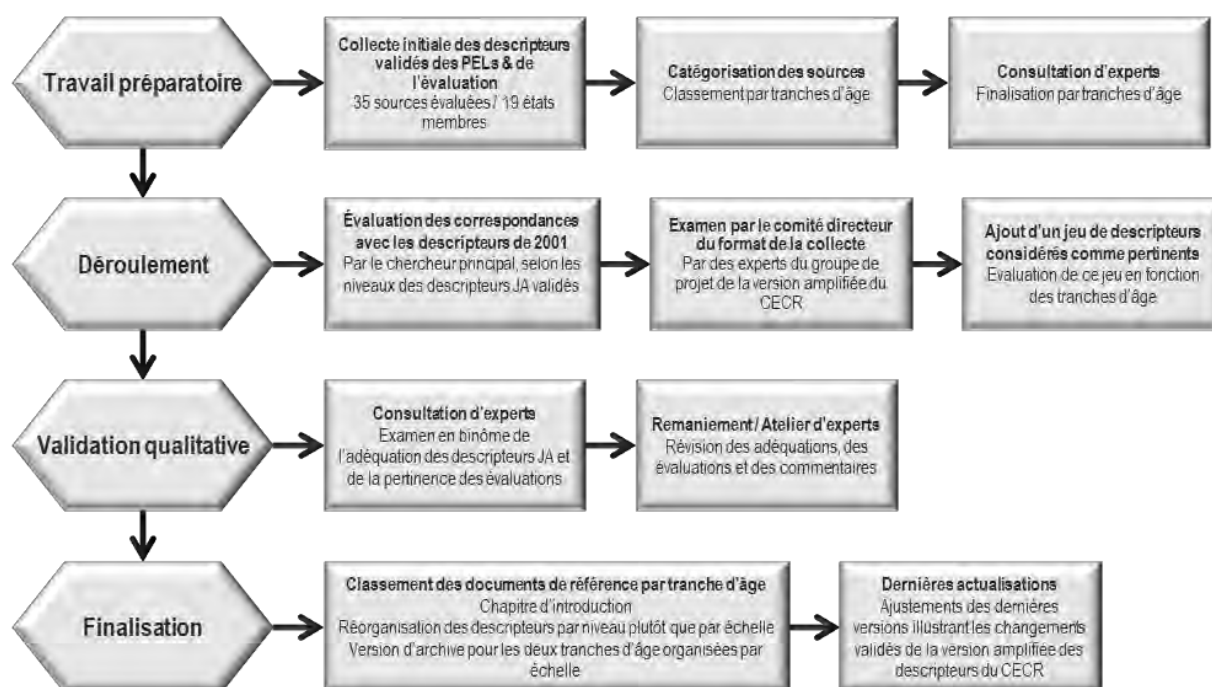 Travail préparatoire
Collecte initiale des descripteurs
validés des PELs & de
l'évaluation
35 sources évaluées / 19 états
membres
Catégorisation des sources
Classement par tranches d'âge
Consultation d'experts
Finalisation par tranches d'âge
Déroulement
Évaluation des correspondances
avec les descripteurs de 2001
Par le chercheur principal, selon les
niveaux des descripteurs JA validés
Examen par le comité directeur
du format de la collecte
Par des experts du groupe de
projet de la version amplifiée du
CECR
Ajout d'un jeu de descripteurs
considérés comme pertinents
Evaluation de ce jeu en fonction
des tranches d'âge
Validation qualitative
Consultation d'experts
Examen en binôme de
l'adéquation des descripteurs JA et
de la pertinence des évaluations
Remaniement / Atelier d'experts
Révision des adéquations, des
évaluations et des commentaires
Finalisation
Classement des documents de référence par tranche d'âge
Chapitre d'introduction
Réorganisation des descripteurs par niveau plutôt que par échelle
Version d'archive pour les deux tranches d'âge organisées par
échelle
Dernières actualisations
Ajustements des dernières
versions illustrant les changements
validés de la version amplifiée des
descripteurs du CECR